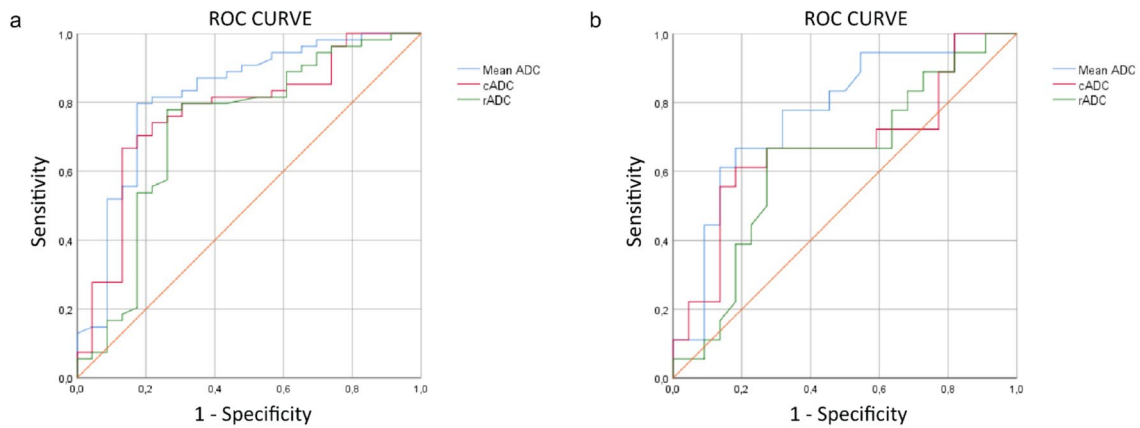 a
ROC CURVE
1,0
0,8
0,6
0,4
0,2
0,0
Sensitivity
0,0 0,2 0,4 0,6 0,8 1,0
1 - Specificity
Mean ADC
cADC
rADC
b
ROC CURVE
1,0
0,8
0,6
0,4
0,2
0,0
Sensitivity
0,0 0,2 0,4 0,6 0,8 1,0
1 - Specificity
Mean ADC
cADC
rADC